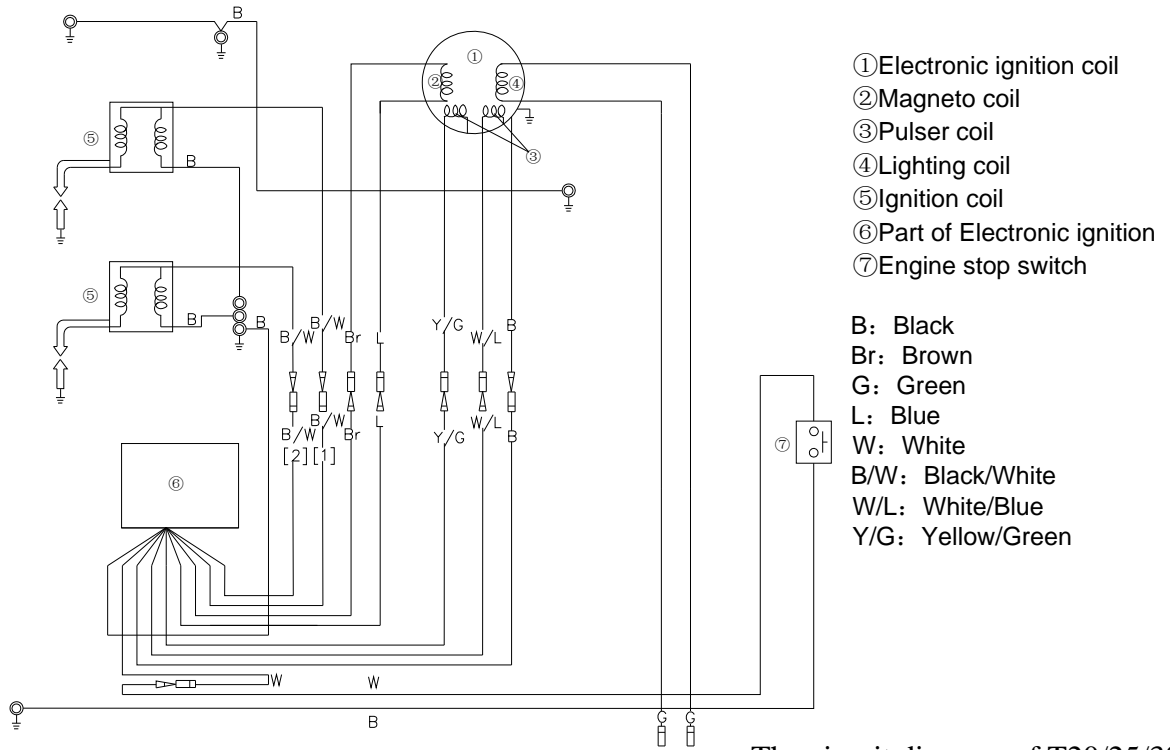 B
①
①Electronic ignition coil
②
④
②Magneto coil
③Pulser coil
⑤
B
③
④Lighting coil
⑤Ignition coil
⑥Part of Electronic ignition
⑦Engine stop switch
⑤
B
B
B/W
B/W
Br
L
Y/G
W/L
B
B：Black
Br：Brown
G：Green
L：Blue
W：White
B/W：Black/White
W/L：White/Blue
Y/G：Yellow/Green
B/W
B/W
Br
L
Y/G
W/L
B
⑦
[2][1]
⑥
W
W
B
G
G